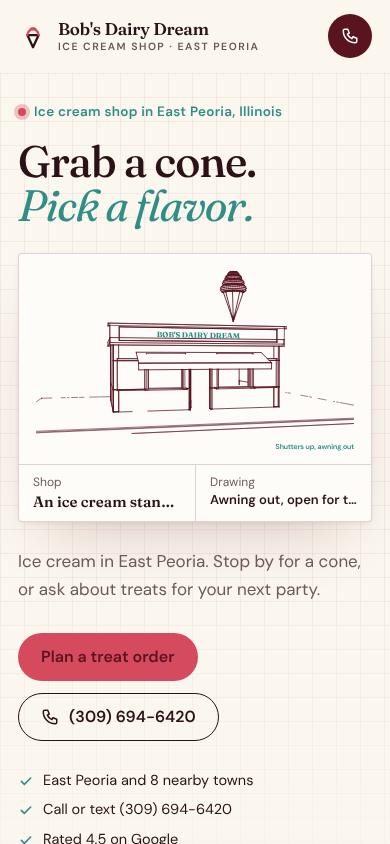 Bob's Dairy Dream
ICE CREAM SHOP · EAST PEORIA
Ice cream shop in East Peoria, Illinois
Grab a cone.
Pick a flavor.
BOB'S DAIRY DREAM
Shutters up, awning out
Shop
An ice cream stan...
Drawing
Awning out, open for t...
Ice cream in East Peoria. Stop by for a cone,
or ask about treats for your next party.
Plan a treat order
(309) 694-6420
East Peoria and 8 nearby towns
Call or text (309) 694-6420
Rated 4.5 on Google